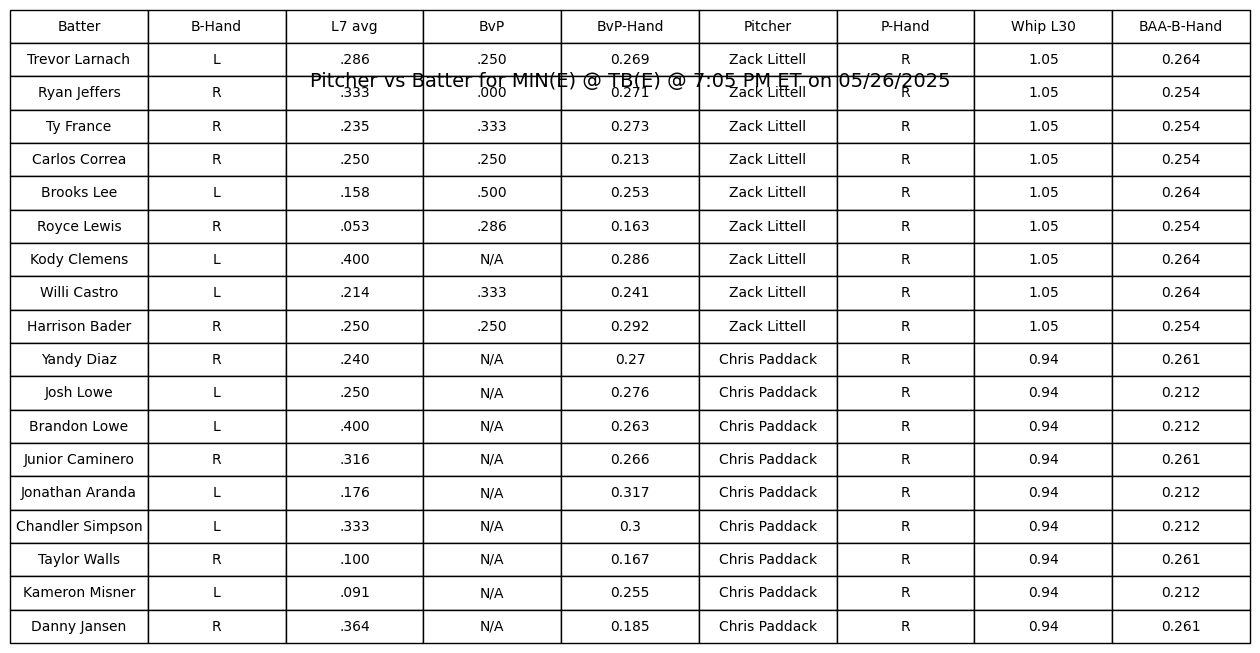 Batter B-Hand L7 avg BvP BvP-Hand Pitcher P-Hand Whip L30 BAA-B-Hand
Trevor Larnach L .286 .250 0.269 Zack Littell R 1.05 0.264
Pitcher vs Batter for MIN(E) @ TB(E) @ 7:05 PM ET on 05/26/2025
Ryan Jeffers R .333 .000 0.271 Zack Littell R 1.05 0.254
Ty France R .235 .333 0.273 Zack Littell R 1.05 0.254
Carlos Correa R .250 .250 0.213 Zack Littell R 1.05 0.254
Brooks Lee L .158 .500 0.253 Zack Littell R 1.05 0.264
Royce Lewis R .053 .286 0.163 Zack Littell R 1.05 0.254
Kody Clemens L .400 N/A 0.286 Zack Littell R 1.05 0.264
Willi Castro L .214 .333 0.241 Zack Littell R 1.05 0.264
Harrison Bader R .250 .250 0.292 Zack Littell R 1.05 0.254
Yandy Diaz R .240 N/A 0.27 Chris Paddack R 0.94 0.261
Josh Lowe L .250 N/A 0.276 Chris Paddack R 0.94 0.212
Brandon Lowe L .400 N/A 0.263 Chris Paddack R 0.94 0.212
Junior Caminero R .316 N/A 0.266 Chris Paddack R 0.94 0.261
Jonathan Aranda L .176 N/A 0.317 Chris Paddack R 0.94 0.212
Chandler Simpson L .333 N/A 0.3 Chris Paddack R 0.94 0.212
Taylor Walls R .100 N/A 0.167 Chris Paddack R 0.94 0.261
Kameron Misner L .091 N/A 0.255 Chris Paddack R 0.94 0.212
Danny Jansen R .364 N/A 0.185 Chris Paddack R 0.94 0.261